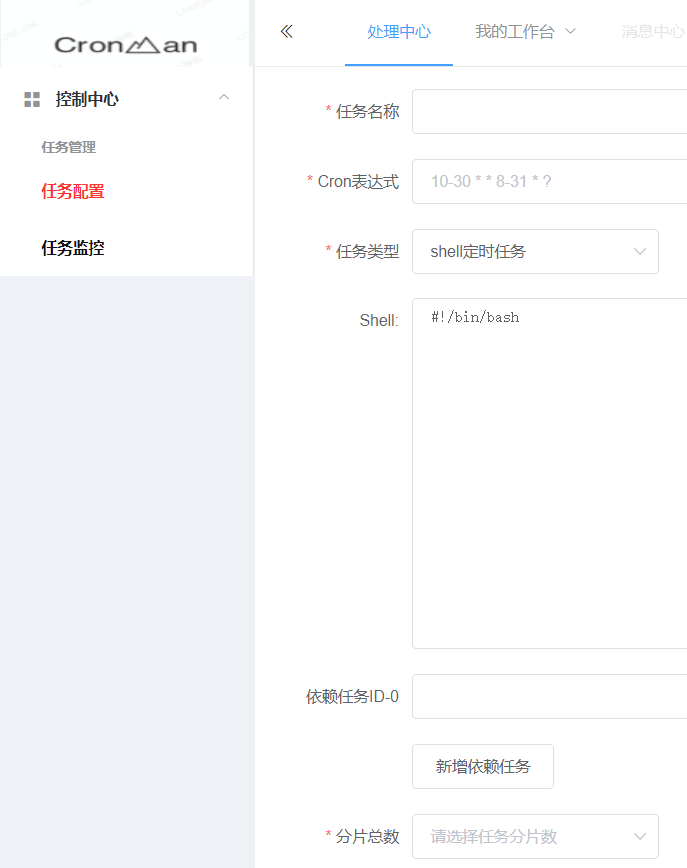 CronMan
控制中心
任务管理
任务配置
任务监控
处理中心 我的工作台 消息中心
* 任务名称
* Cron表达式 10-30 * * 8-31 * ?
* 任务类型 shell定时任务
Shell: #!/bin/bash
依赖任务ID-0
新增依赖任务
* 分片总数 请选择任务分片数